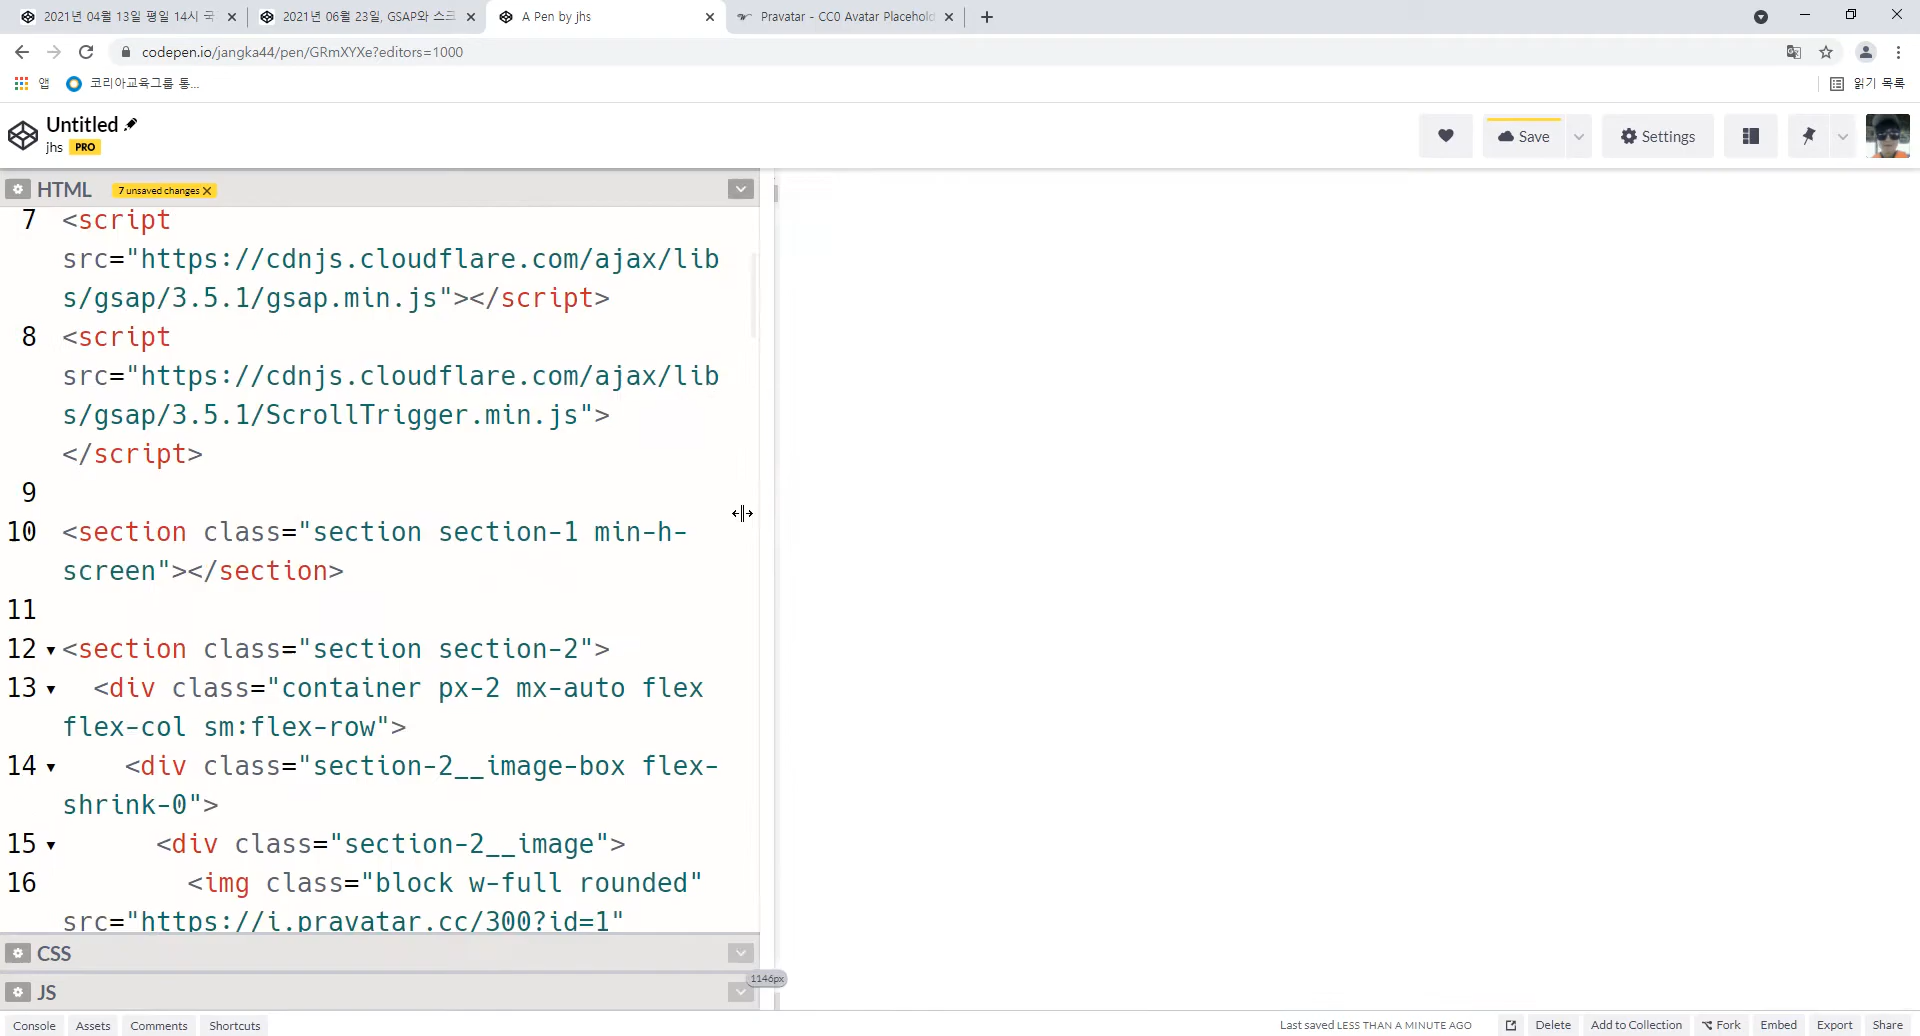 2021년 04월 13일 평일 14시 국
2021년 06월 23일, GSAP와 스크
A Pen by jhs
Pravatar - CC0 Avatar Placehold
codepen.io/jangka44/pen/GRmXYXe?editors=1000
앱
코리아교육그룹 통...
읽기 목록
Untitled
jhs PRO
Save
Settings
HTML
7 unsaved changes
7 <script
src="https://cdnjs.cloudflare.com/ajax/lib
s/gsap/3.5.1/gsap.min.js"></script>
8 <script
src="https://cdnjs.cloudflare.com/ajax/lib
s/gsap/3.5.1/ScrollTrigger.min.js">
</script>
9
10 <section class="section section-1 min-h-
screen"></section>
11
12 <section class="section section-2">
13 <div class="container px-2 mx-auto flex
flex-col sm:flex-row">
14 <div class="section-2__image-box flex-
shrink-0">
15 <div class="section-2__image">
16 <img class="block w-full rounded"
src="https://i.pravatar.cc/300?id=1"
CSS
1146px
JS
Console Assets Comments Shortcuts
Last saved LESS THAN A MINUTE AGO
Delete Add to Collection Fork Embed Export Share